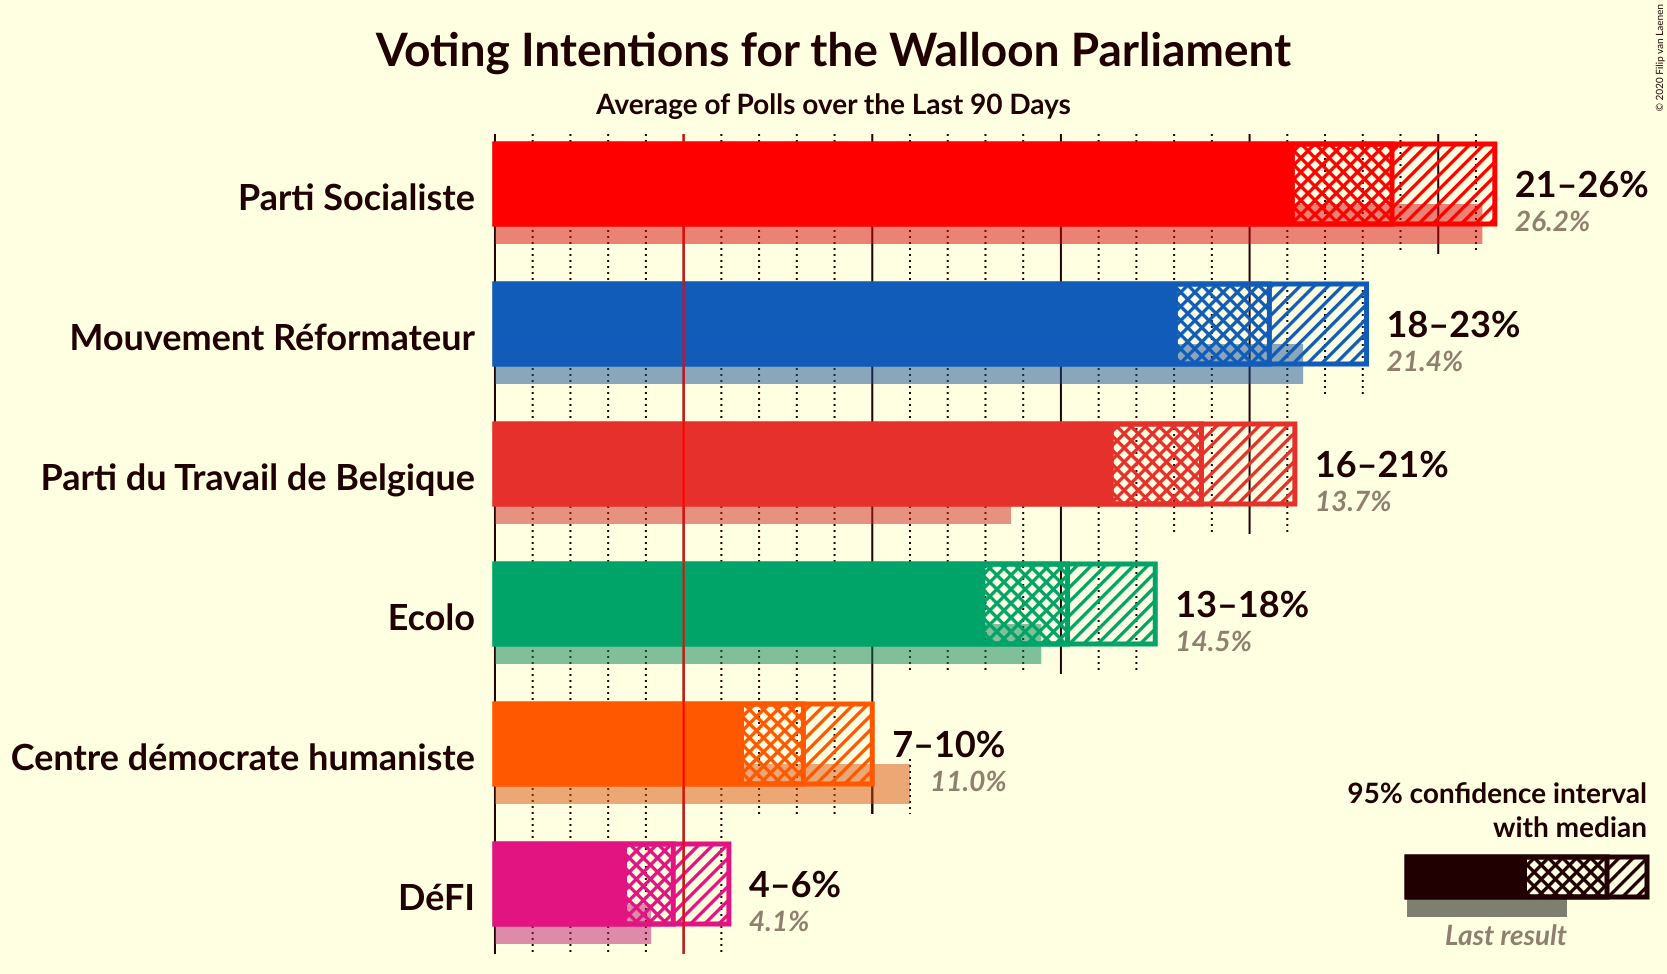 Voting Intentions for the Walloon Parliament
Average of Polls over the Last 90 Days
© 2020 Filip van Laenen
Parti Socialiste
21–26%
26.2%
Mouvement Réformateur
18–23%
21.4%
Parti du Travail de Belgique
16–21%
13.7%
Ecolo
13–18%
14.5%
Centre démocrate humaniste
7–10%
11.0%
DéFI
4–6%
4.1%
95% confidence interval
with median
Last result